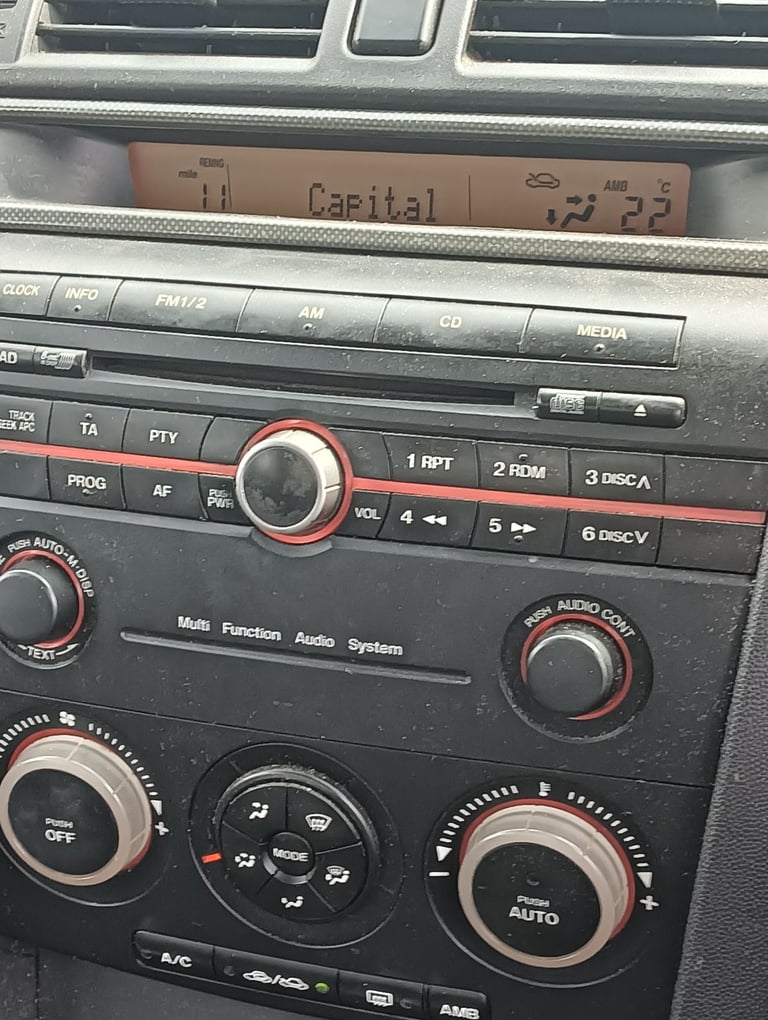 REMNG
mile
11 Capital AMB °C 22
CLOCK INFO FM1/2 AM CD MEDIA
AD
TRACK
SEEK APC
TA PTY 1 RPT 2 RDM 3 DISC∧
PROG AF PUSH PWR VOL 4 ◀◀ 5 ▶▶ 6 DISC∨
PUSH AUTO-M·DISP
TEXT
Multi Function Audio System
PUSH AUDIO CONT
PUSH
OFF
MODE
PUSH
AUTO
− +
+
A/C
AMB